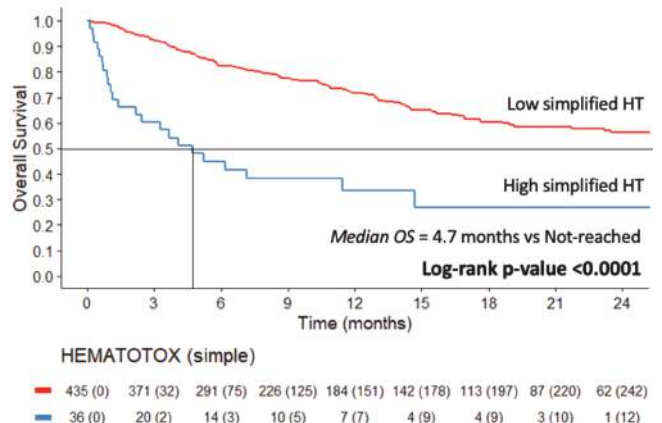 1.0
0.9
0.8
0.7
0.6
0.5
0.4
0.3
0.2
0.1
0.0
Overall Survival
Low simplified HT
High simplified HT
Median OS = 4.7 months vs Not-reached
Log-rank p-value <0.0001
0 3 6 9 12 15 18 21 24
Time (months)
HEMATOTOX (simple)
435 (0) 371 (32) 291 (75) 226 (125) 184 (151) 142 (178) 113 (197) 87 (220) 62 (242)
36 (0) 20 (2) 14 (3) 10 (5) 7 (7) 4 (9) 4 (9) 3 (10) 1 (12)